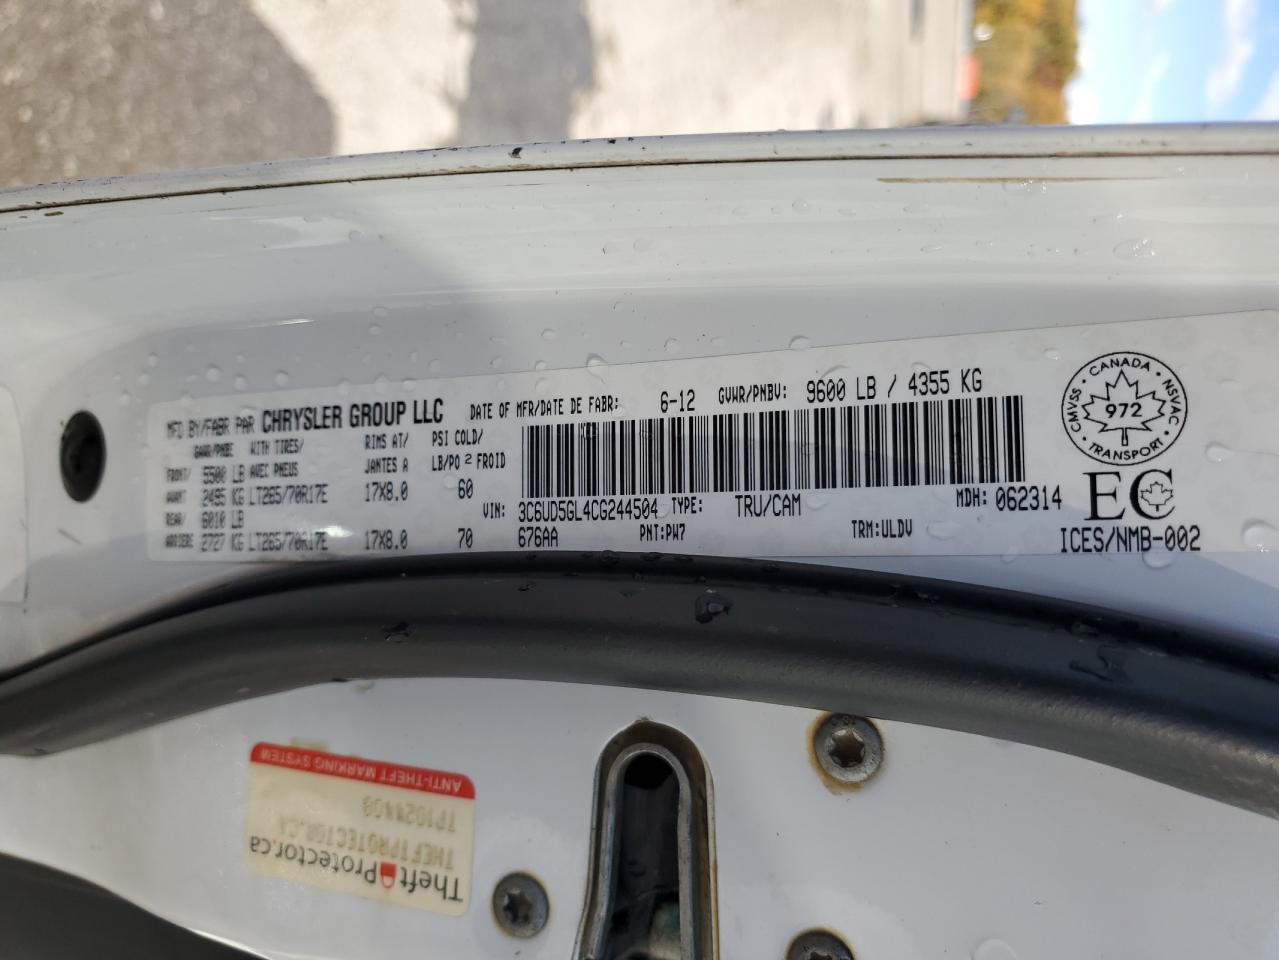 MFD BY/FABR PAR CHRYSLER GROUP LLC DATE OF MFR/DATE DE FABR: 6-12 GVWR/PNBV: 9600 LB / 4355 KG
GAWR/PNBE WITH TIRES/ RIMS AT/ PSI COLD/
FRONT/ 5500 LB AVEC PNEUS JANTES A LB/PO 2 FROID
AVANT 2495 KG LT265/70R17E 17X8.0 60
REAR/ 6010 LB VIN: 3C6UD5GL4CG244504 TYPE: TRU/CAM MDH: 062314
ARRIERE 2727 KG LT265/70R17E 17X8.0 70 676AA PNT:PW7 TRM:ULDV
CMVSS · CANADA · NSVAC
972
· TRANSPORT ·
EC
ICES/NMB-002
ANTI-THEFT MARKING SYSTEM
THEFTPROTECTOR.CA
Theft Protector.ca